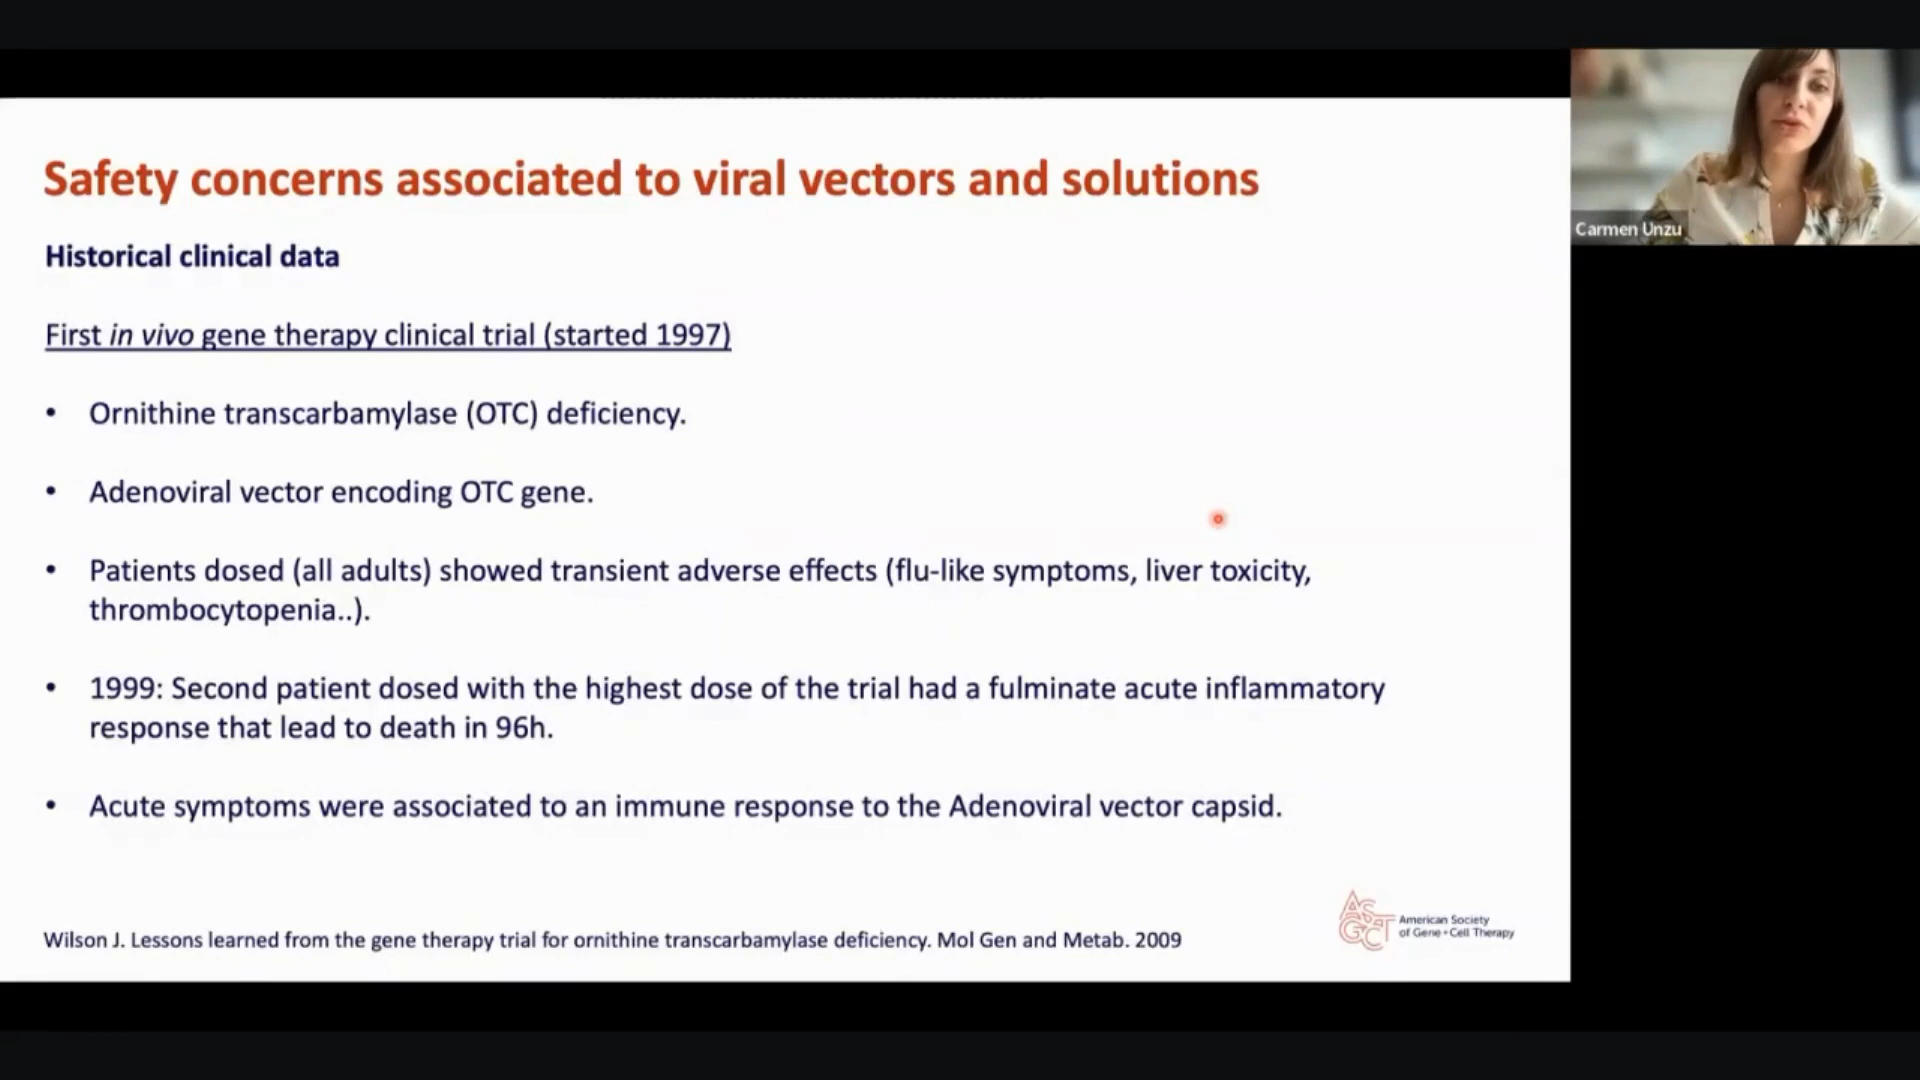 Safety concerns associated to viral vectors and solutions
Carmen Unzu
Historical clinical data
First in vivo gene therapy clinical trial (started 1997)
• Ornithine transcarbamylase (OTC) deficiency.
• Adenoviral vector encoding OTC gene.
• Patients dosed (all adults) showed transient adverse effects (flu-like symptoms, liver toxicity,
thrombocytopenia..).
• 1999: Second patient dosed with the highest dose of the trial had a fulminate acute inflammatory
response that lead to death in 96h.
• Acute symptoms were associated to an immune response to the Adenoviral vector capsid.
ASGCT
American Society
of Gene + Cell Therapy
Wilson J. Lessons learned from the gene therapy trial for ornithine transcarbamylase deficiency. Mol Gen and Metab. 2009